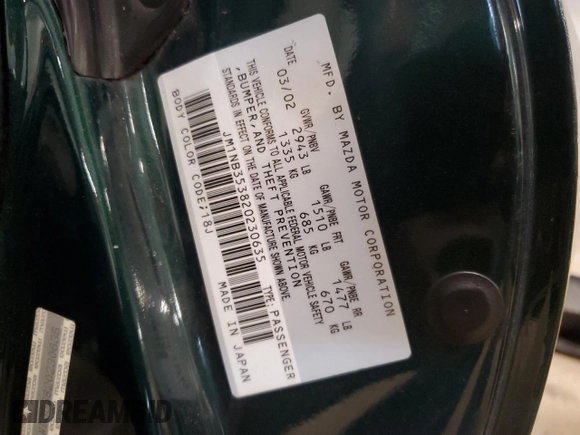 MFD. BY MAZDA MOTOR CORPORATION
DATE GVWR/PNBV GAWR/PNBE FRT GAWR/PNBE RR
03/02 2943 LB 1510 LB 1477 LB
1335 KG 685 KG 670 KG
THIS VEHICLE CONFORMS TO ALL APPLICABLE FEDERAL MOTOR VEHICLE SAFETY
, BUMPER, AND THEFT PREVENTION
STANDARDS IN EFFECT ON THE DATE OF MANUFACTURE SHOWN ABOVE.
JM1NB353820230635 TYPE: PASSENGER
BODY COLOR CODE;18J MADE IN JAPAN